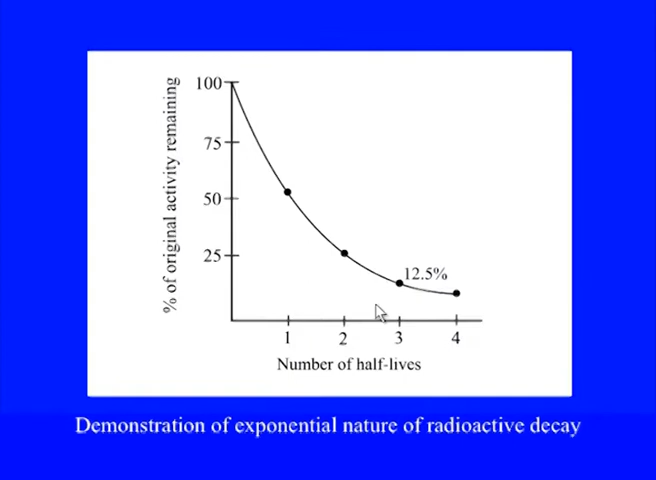 % of original activity remaining
100
75
50
25
12.5%
1 2 3 4
Number of half-lives
Demonstration of exponential nature of radioactive decay